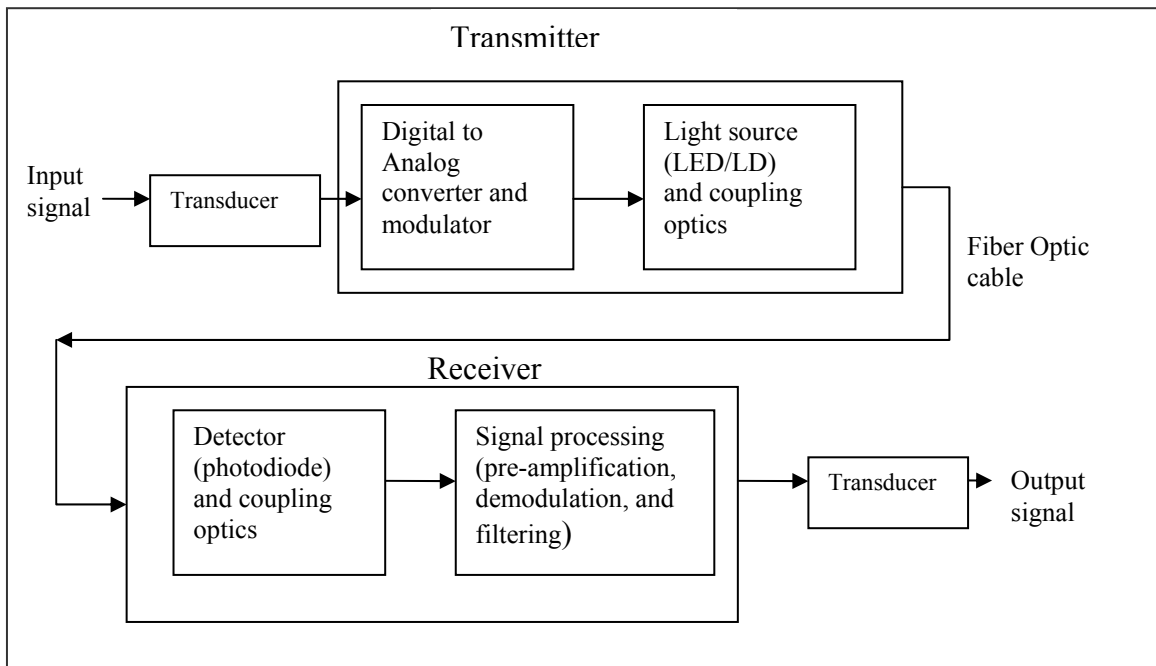 Transmitter
Input
signal
Transducer
Digital to
Analog
converter and
modulator
Light source
(LED/LD)
and coupling
optics
Fiber Optic
cable
Receiver
Detector
(photodiode)
and coupling
optics
Signal processing
(pre-amplification,
demodulation, and
filtering)
Transducer
Output
signal